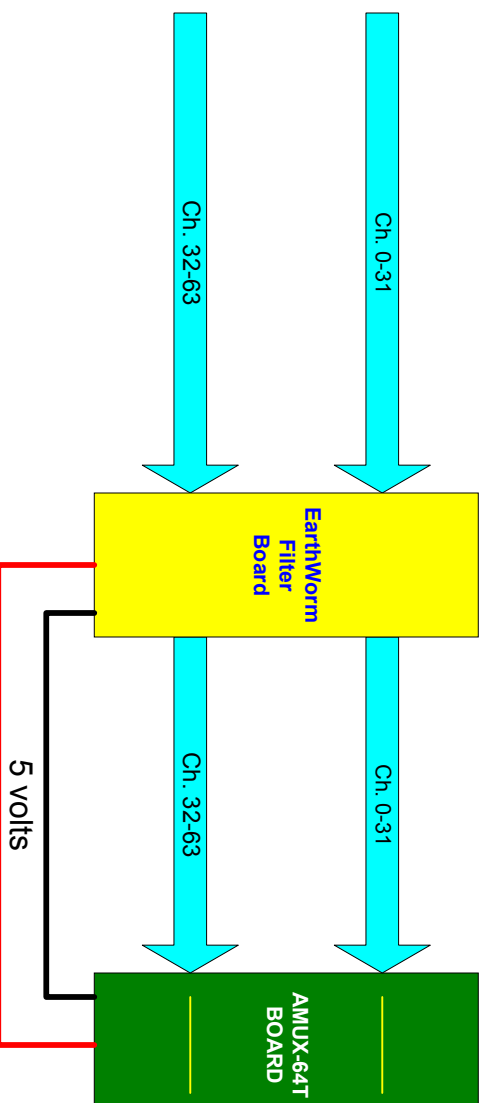 Ch. 0-31
Ch. 32-63
EarthWorm
Filter
Board
Ch. 0-31
Ch. 32-63
AMUX-64T
BOARD
5 volts